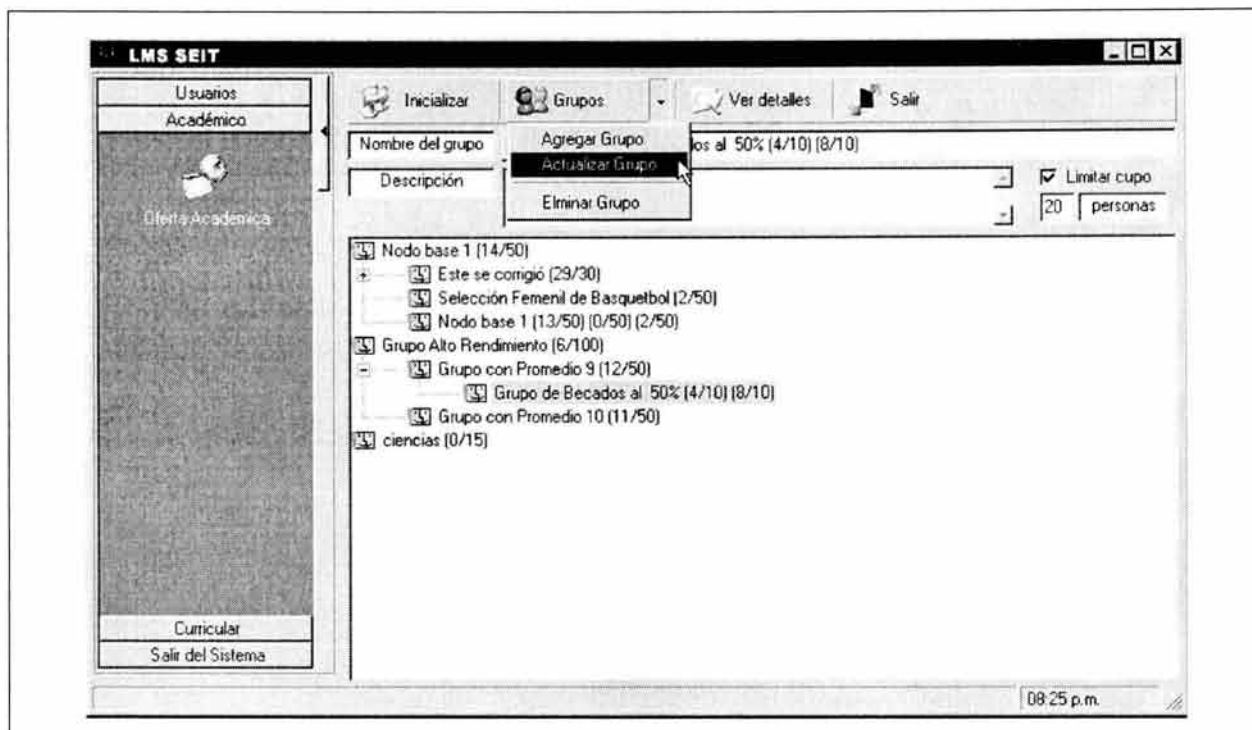 LMS SEIT
Usuarios
Académico
Oferta Académica
Curricular
Salir del Sistema
Inicializar Grupos Ver detalles Salir
Agregar Grupo
Actualizar Grupo
Elminar Grupo
Nombre del grupo os al 50% (4/10) (8/10)
Descripción
Limitar cupo
20 personas
Nodo base 1 (14/50)
Este se corrigió (29/30)
Selección Femenil de Basquetbol (2/50)
Nodo base 1 (13/50) (0/50) (2/50)
Grupo Alto Rendimiento (6/100)
Grupo con Promedio 9 (12/50)
Grupo de Becados al 50% (4/10) (8/10)
Grupo con Promedio 10 (11/50)
ciencias (0/15)
08:25 p.m.